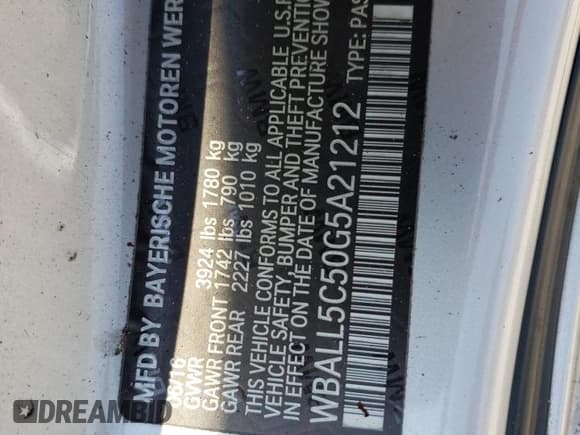 MFD BY BAYERISCHE MOTOREN WER
06/16
GVWR 3924 lbs 1780 kg
GAWR FRONT 1742 lbs 790 kg
GAWR REAR 2227 lbs 1010 kg
THIS VEHICLE CONFORMS TO ALL APPLICABLE U.S.F
VEHICLE SAFETY, BUMPER AND THEFT PREVENTI
IN EFFECT ON THE DATE OF MANUFACTURE SHOW
WBALL5C50G5A21212 TYPE: PAS
BMW
DREAMBID